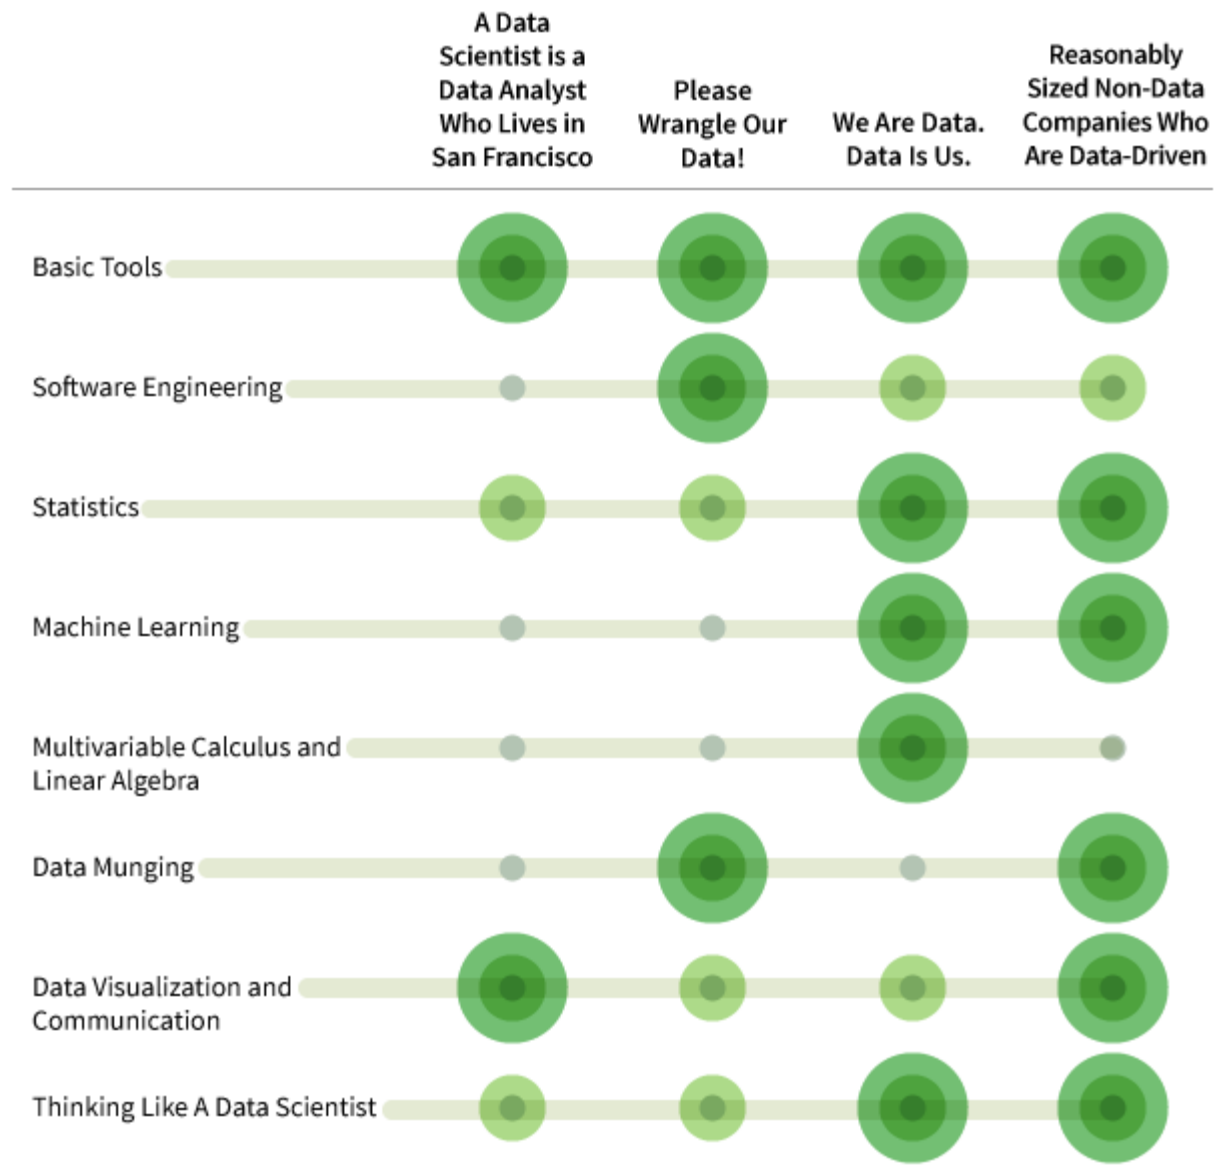 A Data
Scientist is a
Data Analyst
Who Lives in
San Francisco
Please
Wrangle Our
Data!
We Are Data.
Data Is Us.
Reasonably
Sized Non-Data
Companies Who
Are Data-Driven
Basic Tools
Software Engineering
Statistics
Machine Learning
Multivariable Calculus and
Linear Algebra
Data Munging
Data Visualization and
Communication
Thinking Like A Data Scientist